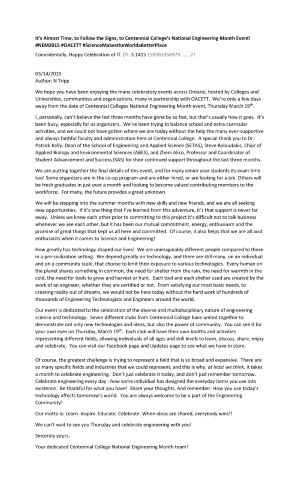 It's Almost Time, to Follow the Signs, to Centennial College's National Engineering Month Event!
#NEM2015 #OACETT #ScienceMakestheWorldaBetterPlace
Coincidentally, Happy Celebration of Π (Pi: 3.1415
03/14/2015
Author: N Tripp
We hope you have been enjoying the many celebratory events across Ontario, hosted by Colleges and
Universities, communities and organizations, many in partnership with OACETT. We're only a few days
away from the date of Centennial Colleges National Engineering Month event, Thursday March 19th.
I, personally, can't believe the last three months have gone by so fast, but that's usually how it goes. It's
been busy, especially for us organizers. We've been trying to balance school and extra-curricular
activities, and we could not have gotten where we are today without the help the many ever-supportive
and always faithful faculty and administration here at Centennial College. A special thank you to Dr.
Patrick Kelly, Dean of the School of Engineering and Applied Science (SETAS), Steve Boloudakis, Chair of
Applied Biology and Environmental Sciences (ABES), and Zheni Alico, Professor and Coordinator of
Student Advancement and Success (SAS) for their continued support throughout the last three months.
We are putting together the final details of this event, and for many senior year students its exam time
too! Some organizers are in the co-op program and are either hired, or are looking for a job. Others will
be fresh graduates in just over a month and looking to become valued contributing members to the
workforce. For many, the future provides a great unknown.
We will be stepping into the summer months with new skills and new friends, and we are all seeking
new opportunities. If it's one thing that I've learned from this adventure, it's that support is never far
away. Unless we knew each other prior to committing to this project it's difficult not to talk business
whenever we see each other, but it has been our mutual commitment, energy, enthusiasm and the
promise of great things that kept us all here and committed. Of course, it also helps that we are all avid
enthusiasts when it comes to Science and Engineering!
How greatly has technology shaped our lives! We are unimaginably different people compared to those
in a pre-civilization setting. We depend greatly on technology, and there are still many, on an individual
and on a community scale, that choose to limit their exposure to various technologies. Every human on
the planet shares something in common, the need for shelter from the rain, the need for warmth in the
cold, the need for tools to grow and harvest or hunt. Each tool and each shelter used are created by the
work of an engineer, whether they are certified or not. From satisfying our most basic needs, to
creating reality our of dreams, we would not be here today without the hard work of hundreds of
thousands of Engineering Technologists and Engineers around the world.
Our event is dedicated to the celebration of the diverse and multidisciplinary nature of engineering
science and technology. Seven different clubs from Centennial College have united together to
demonstrate not only new technologies and ideas, but also the power of community. You can see it for
your own eyes on Thursday, March 19th. Each club will have their own booths and activities
representing different fields, allowing individuals of all ages and skill levels to learn, discuss, share, enjoy
and celebrate. You can visit our Facebook page and Updates page to see what we have in store.
Of course, the greatest challenge is trying to represent a field that is so broad and expansive. There are
so many specific fields and industries that we could represent, and this is why, at least we think, it takes
a month to celebrate engineering. Don't just celebrate it today, and don't just remember tomorrow.
Celebrate engineering every day - how some individual has designed the everyday items you use into
existence. Be thankful for what you have! Share your thoughts. And remember: How you use today's
technology affects tomorrow's world. You are always welcome to be a part of the Engineering
Community!
Our motto is: Learn. Inspire. Educate. Celebrate. When ideas are shared, everybody wins!!
We can't wait to see you Thursday and celebrate engineering with you!
Sincerely yours,
Your dedicated Centennial College National Engineering Month team!